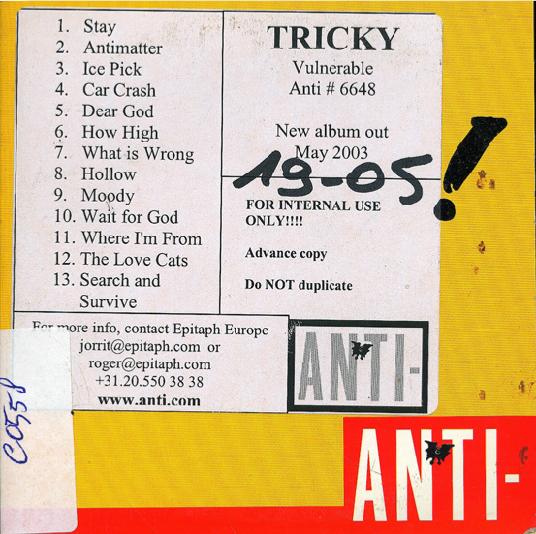 1. Stay
2. Antimatter
3. Ice Pick
4. Car Crash
5. Dear God
6. How High
7. What is Wrong
8. Hollow
9. Moody
10. Wait for God
11. Where I'm From
12. The Love Cats
13. Search and
Survive
TRICKY
Vulnerable
Anti # 6648
New album out
May 2003
19-05!
FOR INTERNAL USE
ONLY!!!!
Advance copy
Do NOT duplicate
For more info, contact Epitaph Europe
jorrit@epitaph.com or
roger@epitaph.com
+31.20.550 38 38
www.anti.com
ANTI-
C0558
ANTI-